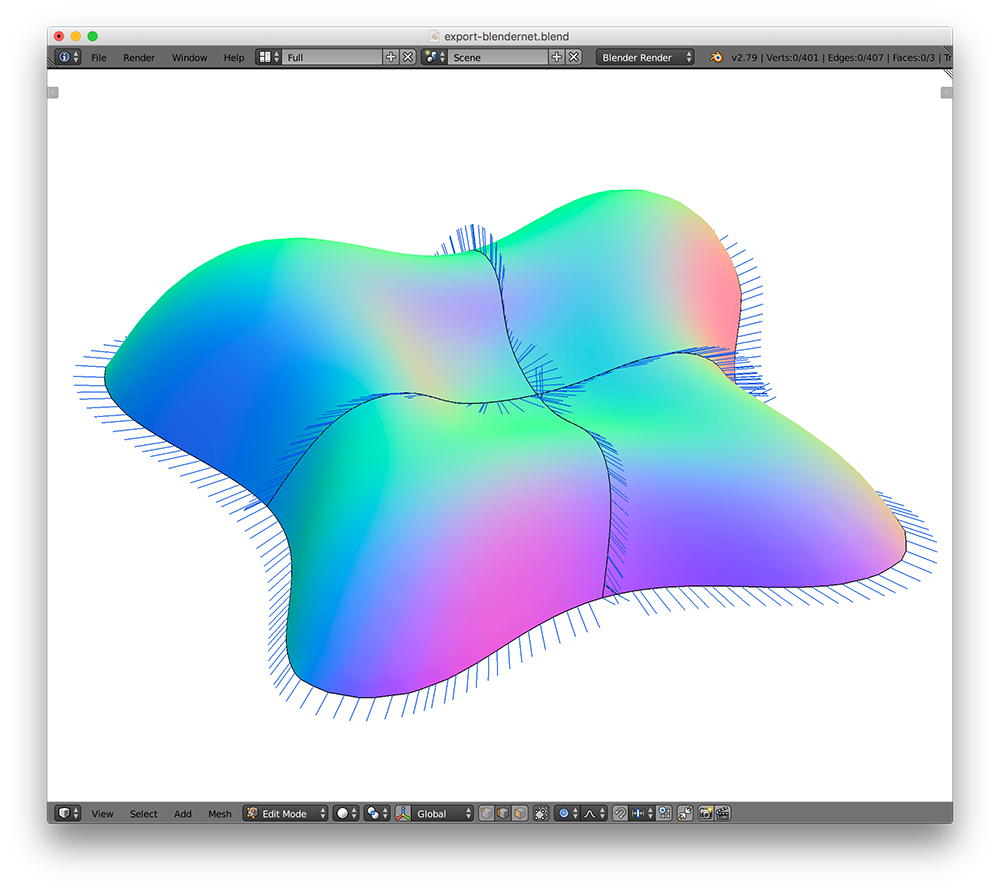 export-blendernet.blend
File Render Window Help Full Scene Blender Render v2.79 | Verts:0/401 | Edges:0/407 | Faces:0/3 | Tr
View Select Add Mesh Edit Mode Global